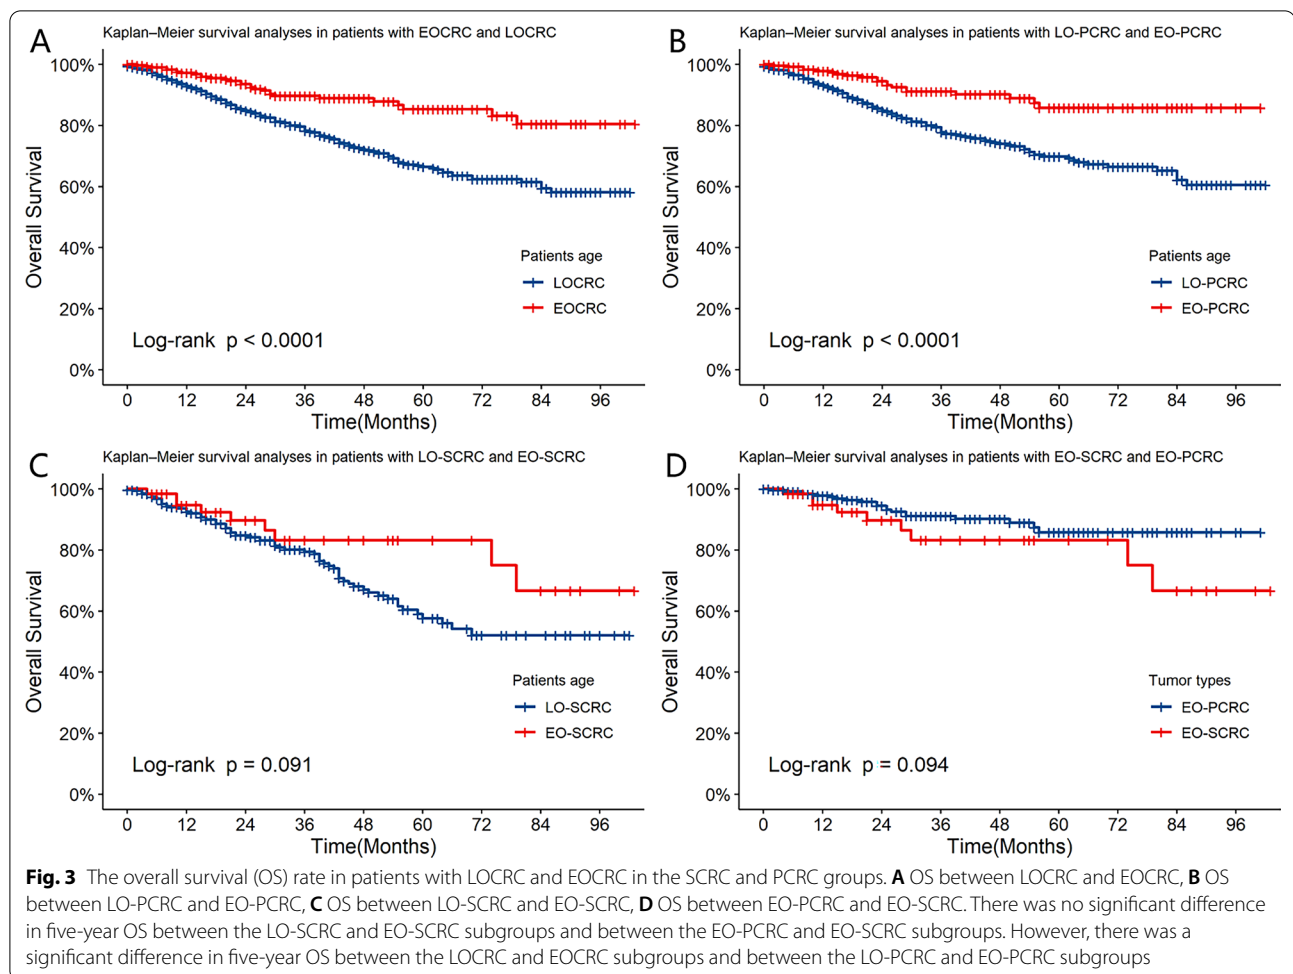 A
Kaplan–Meier survival analyses in patients with EOCRC and LOCRC
100%
80%
60%
40%
20%
0%
Overall Survival
Patients age
LOCRC
EOCRC
Log-rank p < 0.0001
0 12 24 36 48 60 72 84 96
Time(Months)
B
Kaplan–Meier survival analyses in patients with LO-PCRC and EO-PCRC
100%
80%
60%
40%
20%
0%
Overall Survival
Patients age
LO-PCRC
EO-PCRC
Log-rank p < 0.0001
0 12 24 36 48 60 72 84 96
Time(Months)
C
Kaplan–Meier survival analyses in patients with LO-SCRC and EO-SCRC
100%
80%
60%
40%
20%
0%
Overall Survival
Patients age
LO-SCRC
EO-SCRC
Log-rank p = 0.091
0 12 24 36 48 60 72 84 96
Time(Months)
D
Kaplan–Meier survival analyses in patients with EO-SCRC and EO-PCRC
100%
80%
60%
40%
20%
0%
Overall Survival
Tumor types
EO-PCRC
EO-SCRC
Log-rank p = 0.094
0 12 24 36 48 60 72 84 96
Time(Months)
Fig. 3 The overall survival (OS) rate in patients with LOCRC and EOCRC in the SCRC and PCRC groups. A OS between LOCRC and EOCRC, B OS
between LO-PCRC and EO-PCRC, C OS between LO-SCRC and EO-SCRC, D OS between EO-PCRC and EO-SCRC. There was no significant difference
in five-year OS between the LO-SCRC and EO-SCRC subgroups and between the EO-PCRC and EO-SCRC subgroups. However, there was a
significant difference in five-year OS between the LOCRC and EOCRC subgroups and between the LO-PCRC and EO-PCRC subgroups